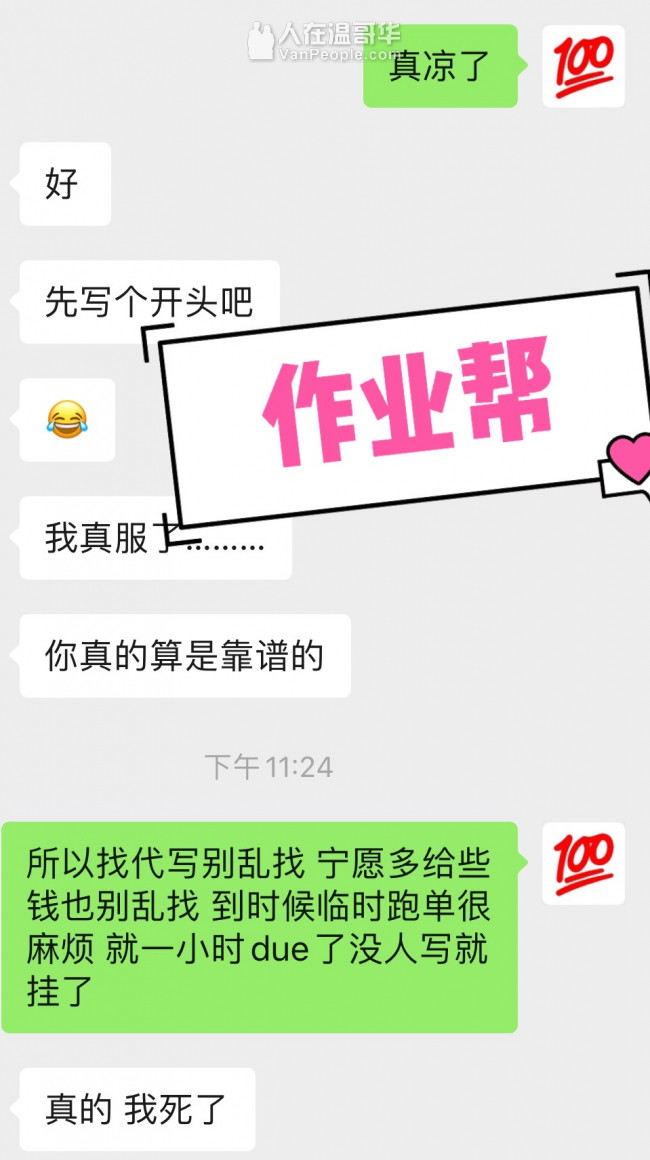 人在温哥华
VanPeople.com
真凉了
100
好
先写个开头吧
作业帮
我真服了………
你真的算是靠谱的
下午 11:24
所以找代写别乱找 宁愿多给些
钱也别乱找 到时候临时跑单很
麻烦 就一小时due了没人写就
挂了
100
真的 我死了